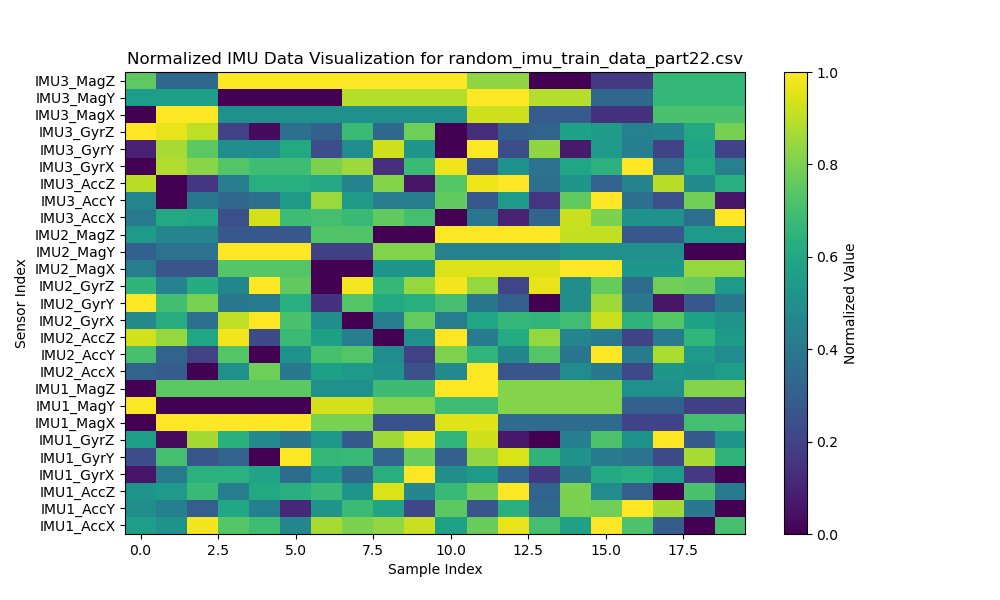 Normalized IMU Data Visualization for random_imu_train_data_part22.csv
IMU3_MagZ
IMU3_MagY
IMU3_MagX
IMU3_GyrZ
IMU3_GyrY
IMU3_GyrX
IMU3_AccZ
IMU3_AccY
IMU3_AccX
IMU2_MagZ
IMU2_MagY
IMU2_MagX
IMU2_GyrZ
IMU2_GyrY
IMU2_GyrX
IMU2_AccZ
IMU2_AccY
IMU2_AccX
IMU1_MagZ
IMU1_MagY
IMU1_MagX
IMU1_GyrZ
IMU1_GyrY
IMU1_GyrX
IMU1_AccZ
IMU1_AccY
IMU1_AccX
Sensor Index
0.0 2.5 5.0 7.5 10.0 12.5 15.0 17.5
Sample Index
1.0
0.8
0.6
0.4
0.2
0.0
Normalized Value